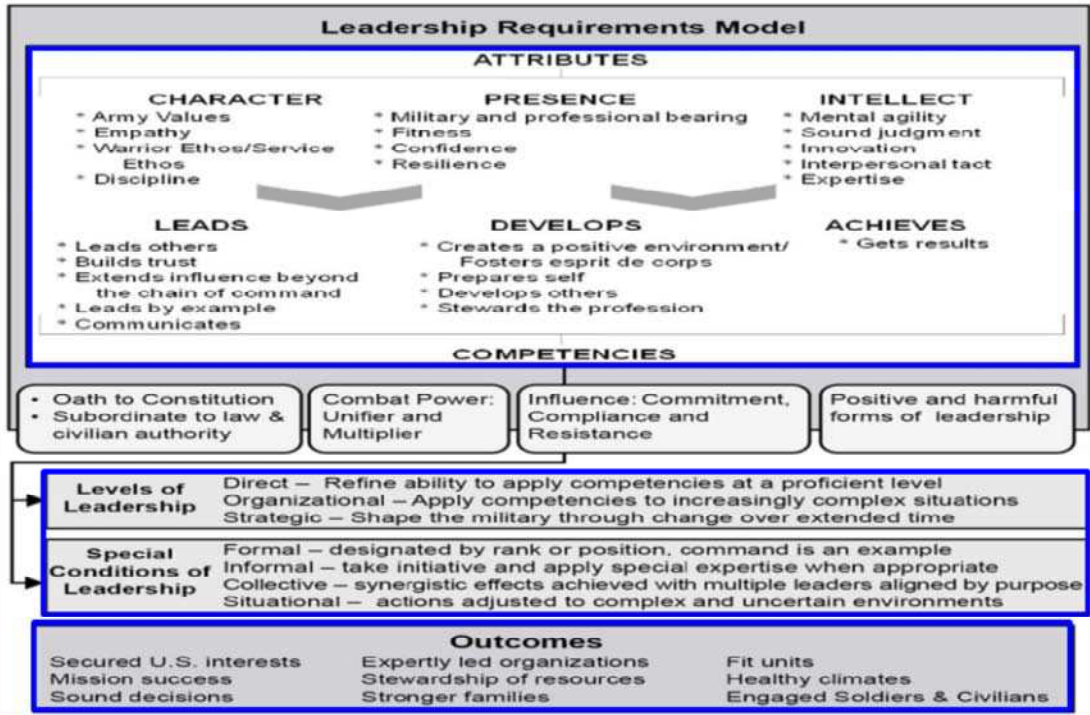 Leadership Requirements Model
ATTRIBUTES
CHARACTER
* Army Values
* Empathy
* Warrior Ethos/Service
Ethos
* Discipline
PRESENCE
* Military and professional bearing
* Fitness
* Confidence
* Resilience
INTELLECT
* Mental agility
* Sound judgment
* Innovation
* Interpersonal tact
* Expertise
LEADS
* Leads others
* Builds trust
* Extends influence beyond
the chain of command
* Leads by example
* Communicates
DEVELOPS
* Creates a positive environment/
Fosters esprit de corps
* Prepares self
* Develops others
* Stewards the profession
ACHIEVES
* Gets results
COMPETENCIES
• Oath to Constitution
• Subordinate to law &
civilian authority
Combat Power:
Unifier and
Multiplier
Influence: Commitment,
Compliance and
Resistance
Positive and harmful
forms of leadership
Levels of
Leadership
Direct – Refine ability to apply competencies at a proficient level
Organizational – Apply competencies to increasingly complex situations
Strategic – Shape the military through change over extended time
Special
Conditions of
Leadership
Formal – designated by rank or position, command is an example
Informal – take initiative and apply special expertise when appropriate
Collective – synergistic effects achieved with multiple leaders aligned by purpose
Situational – actions adjusted to complex and uncertain environments
Outcomes
Secured U.S. interests
Mission success
Sound decisions
Expertly led organizations
Stewardship of resources
Stronger families
Fit units
Healthy climates
Engaged Soldiers & Civilians